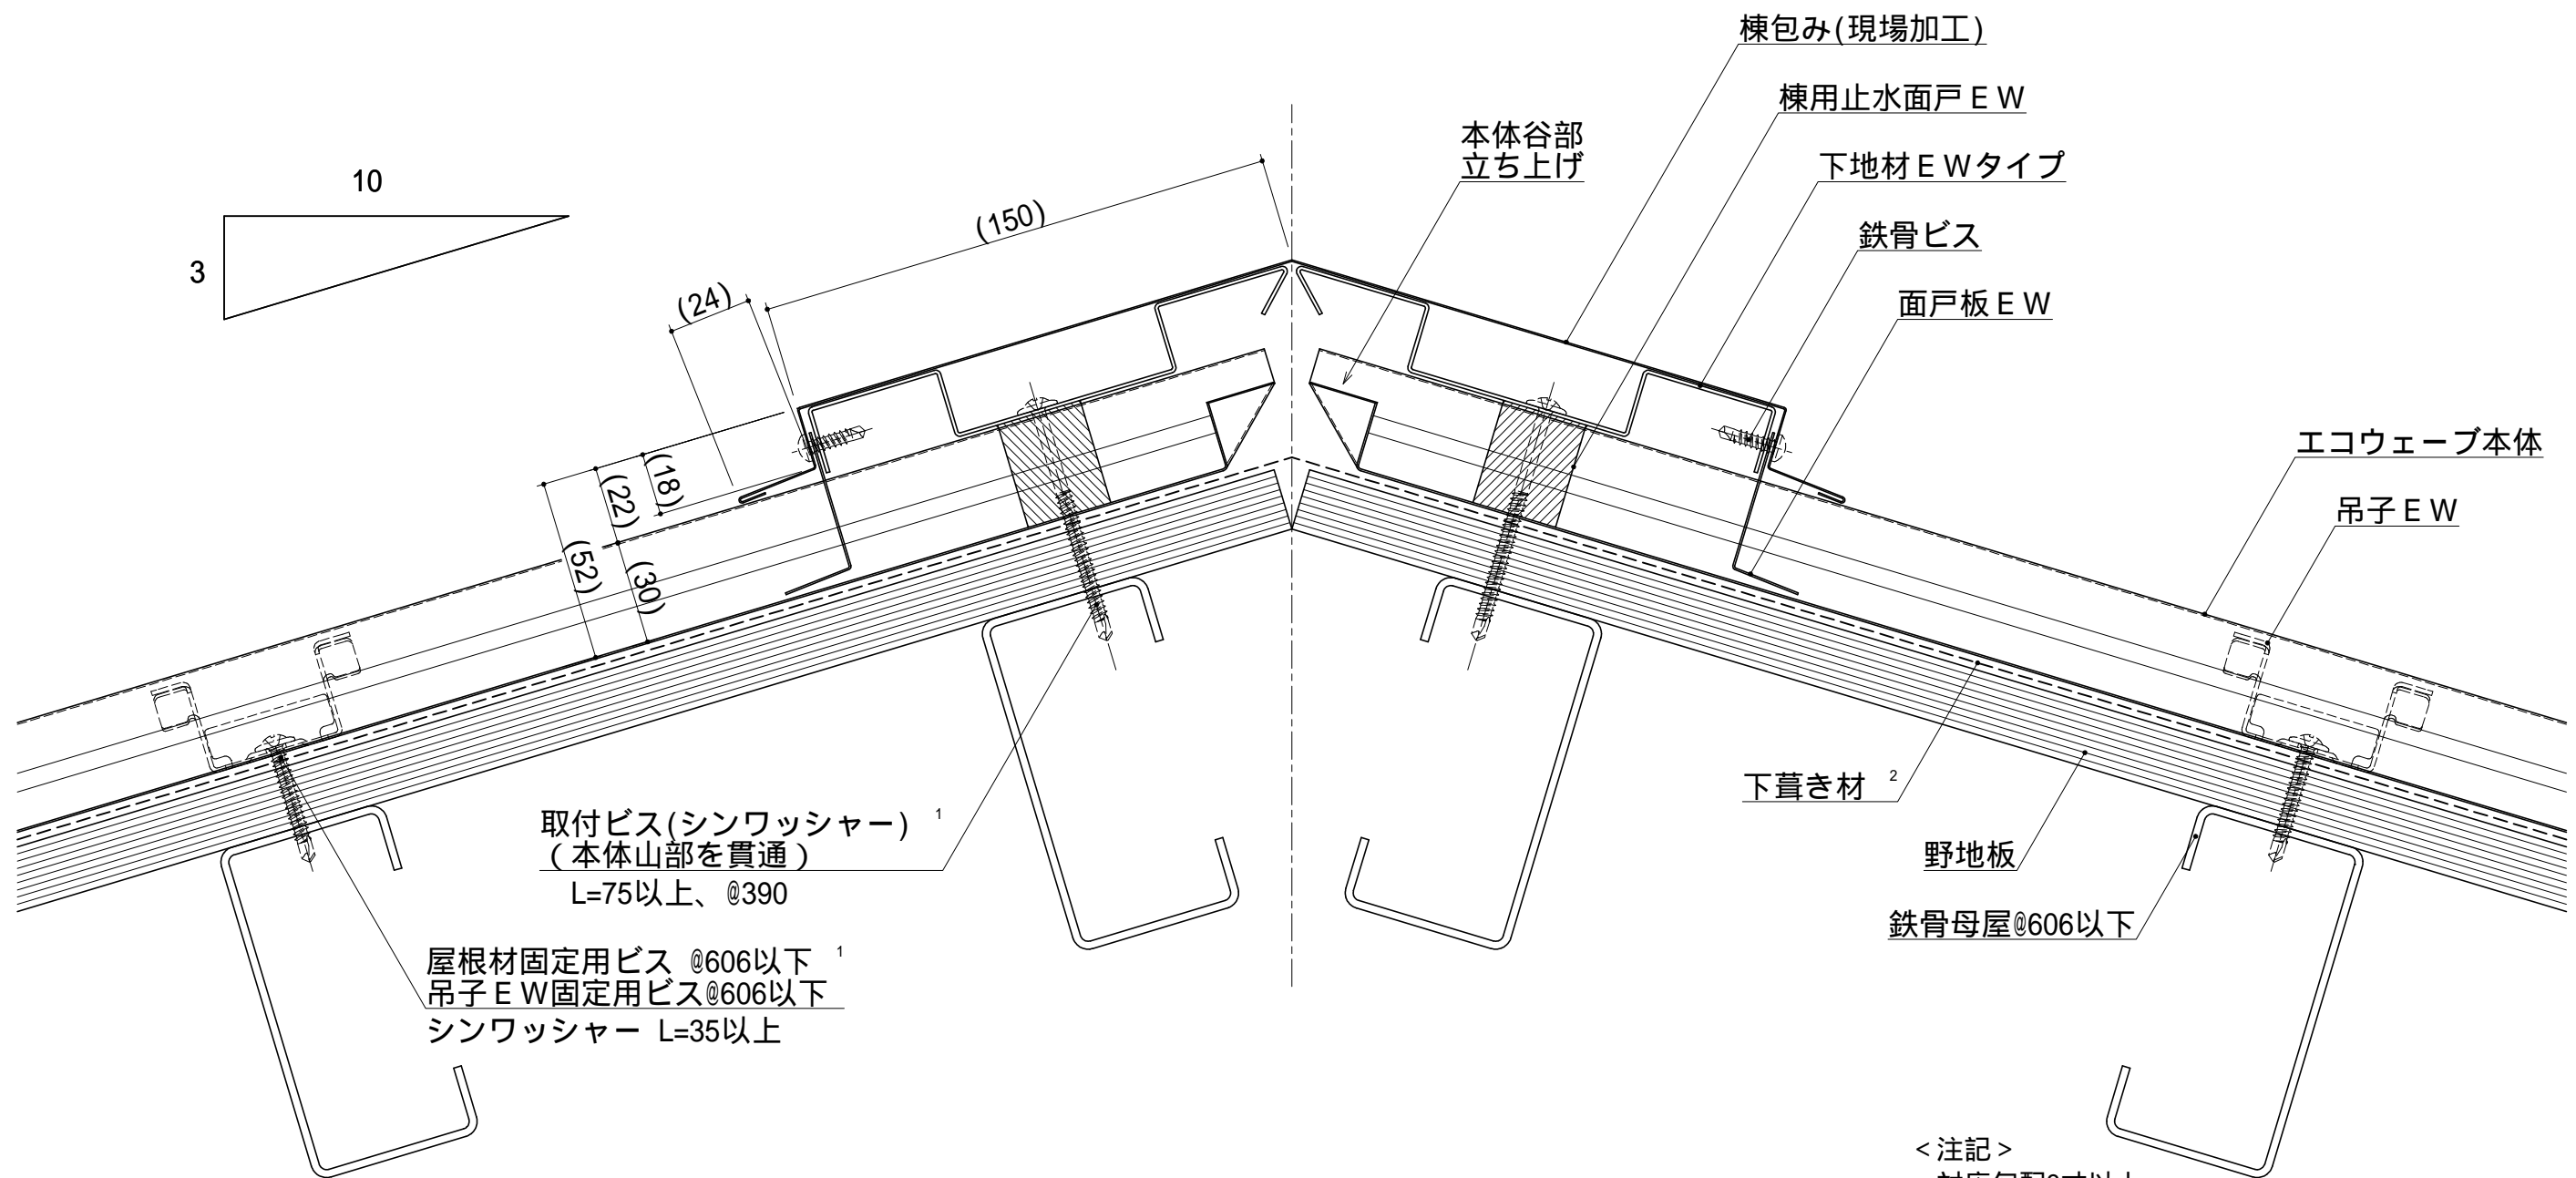 棟包み(現場加工)
棟用止水面戸ＥＷ
本体谷部
立ち上げ
下地材ＥＷタイプ
鉄骨ビス
面戸板ＥＷ
10
3
(150)
(24)
(18)
(22)
(52)
(30)
エコウェーブ本体
吊子ＥＷ
下葺き材 2
野地板
鉄骨母屋@606以下
取付ビス(シンワッシャー) 1
(本体山部を貫通)
L=75以上、@390
屋根材固定用ビス @606以下 1
吊子ＥＷ固定用ビス@606以下
シンワッシャー L=35以上
<注記>